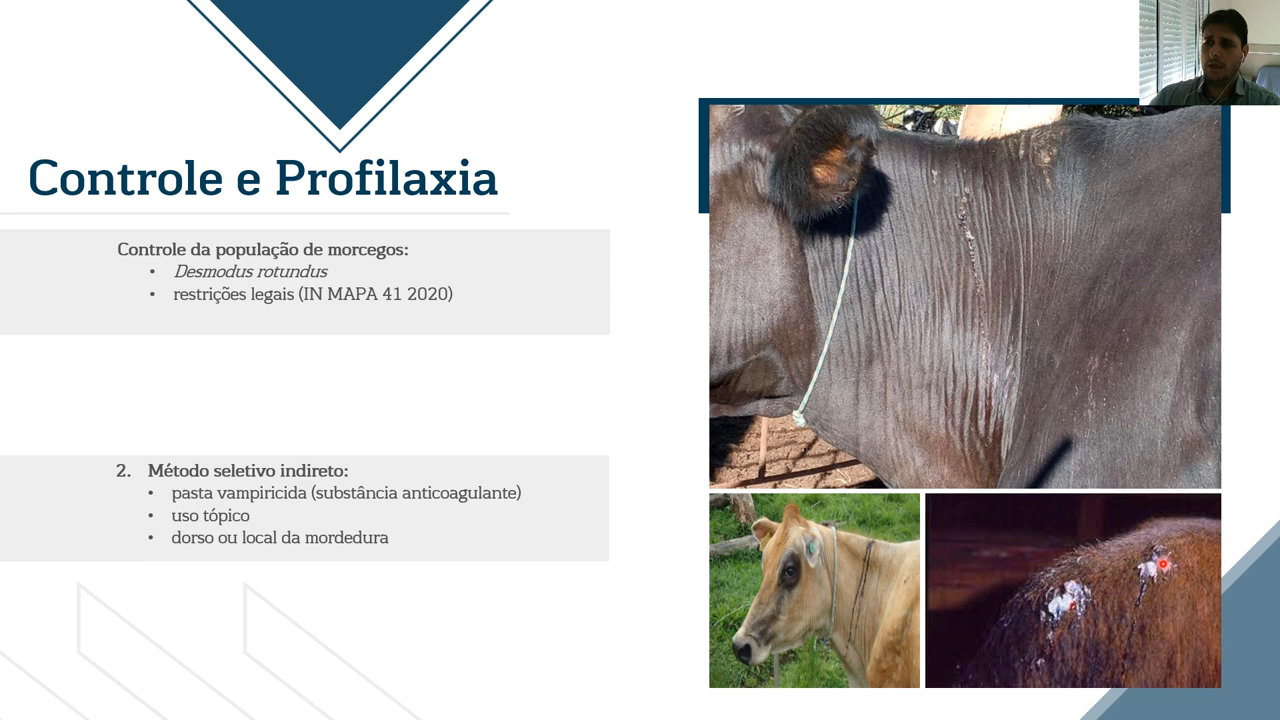 Controle e Profilaxia
Controle da população de morcegos:
• Desmodus rotundus
• restrições legais (IN MAPA 41 2020)
2. Método seletivo indireto:
• pasta vampiricida (substância anticoagulante)
• uso tópico
• dorso ou local da mordedura